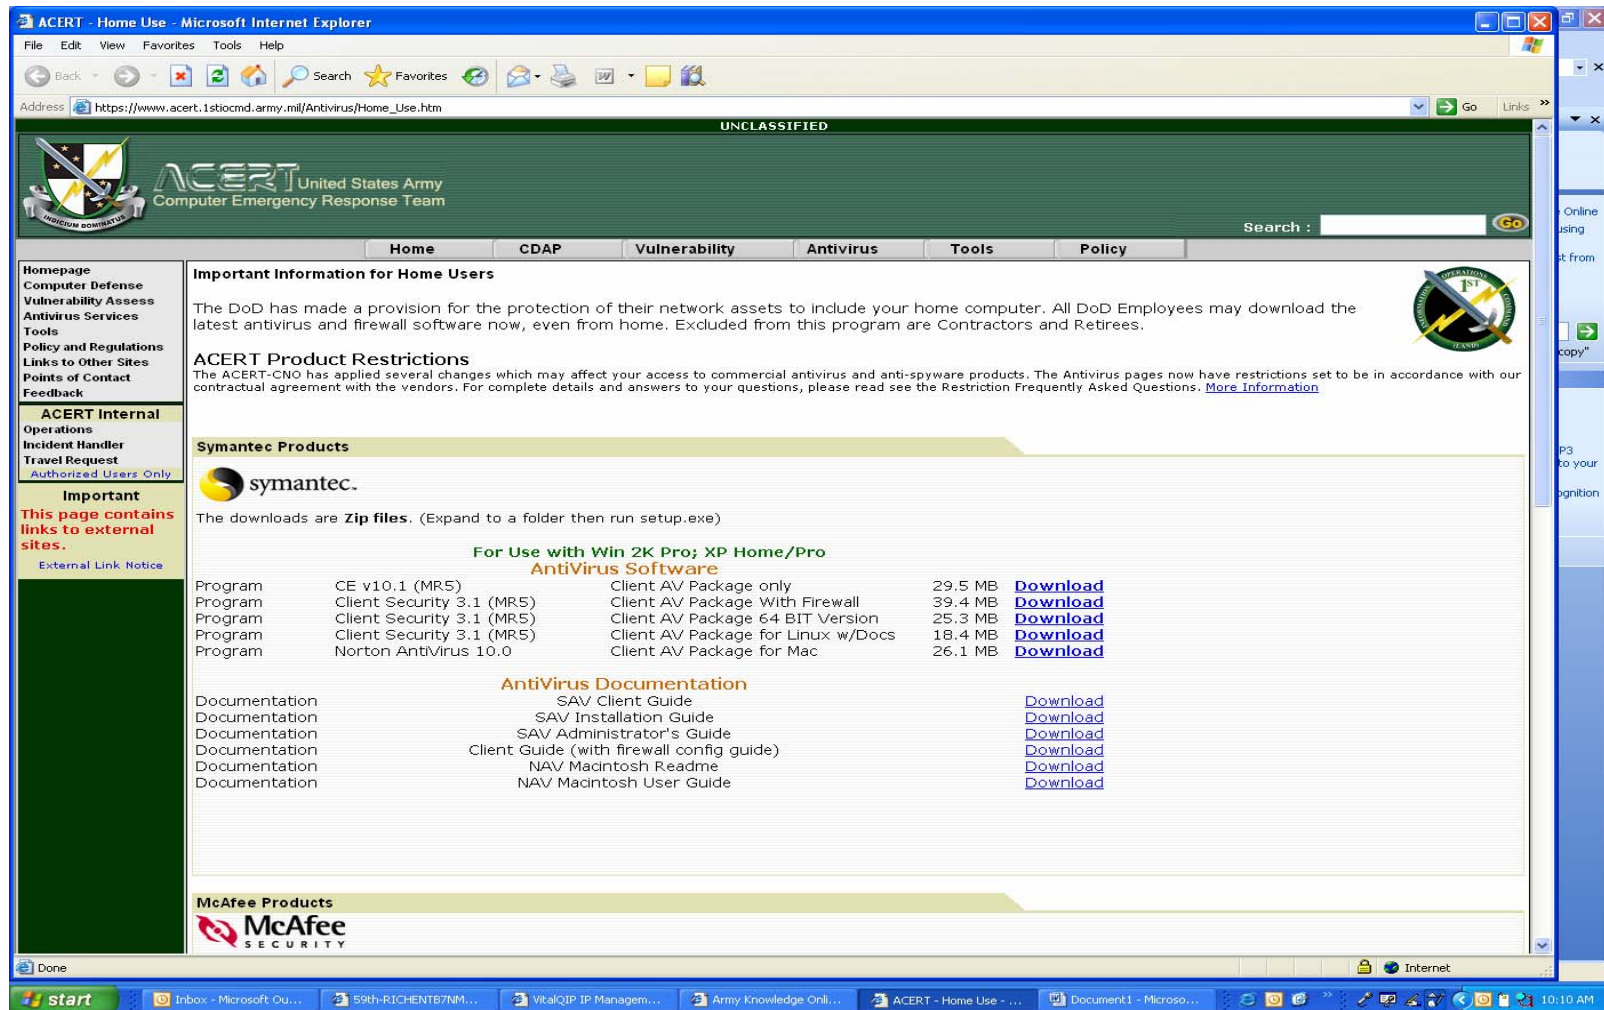 ACERT - Home Use - Microsoft Internet Explorer
File Edit View Favorites Tools Help
Back Search Favorites
Address https://www.acert.1stiocmd.army.mil/Antivirus/Home_Use.htm Go Links »
UNCLASSIFIED
INDICIUM DOMINATUS
ACERT United States Army
Computer Emergency Response Team
Search : Go
Home CDAP Vulnerability Antivirus Tools Policy
Homepage
Computer Defense
Vulnerability Assess
Antivirus Services
Tools
Policy and Regulations
Links to Other Sites
Points of Contact
Feedback
ACERT Internal
Operations
Incident Handler
Travel Request
Authorized Users Only
Important
This page contains
links to external
sites.
External Link Notice
Important Information for Home Users
1ST
The DoD has made a provision for the protection of their network assets to include your home computer. All DoD Employees may download the
latest antivirus and firewall software now, even from home. Excluded from this program are Contractors and Retirees.
ACERT Product Restrictions
The ACERT-CNO has applied several changes which may affect your access to commercial antivirus and anti-spyware products. The Antivirus pages now have restrictions set to be in accordance with our
contractual agreement with the vendors. For complete details and answers to your questions, please read see the Restriction Frequently Asked Questions. More Information
Symantec Products
symantec.
The downloads are Zip files. (Expand to a folder then run setup.exe)
For Use with Win 2K Pro; XP Home/Pro
AntiVirus Software
Program CE v10.1 (MR5) Client AV Package only 29.5 MB Download
Program Client Security 3.1 (MR5) Client AV Package With Firewall 39.4 MB Download
Program Client Security 3.1 (MR5) Client AV Package 64 BIT Version 25.3 MB Download
Program Client Security 3.1 (MR5) Client AV Package for Linux w/Docs 18.4 MB Download
Program Norton AntiVirus 10.0 Client AV Package for Mac 26.1 MB Download
AntiVirus Documentation
Documentation SAV Client Guide Download
Documentation SAV Installation Guide Download
Documentation SAV Administrator's Guide Download
Documentation Client Guide (with firewall config guide) Download
Documentation NAV Macintosh Readme Download
Documentation NAV Macintosh User Guide Download
McAfee Products
McAfee
SECURITY
Online
using
st from
copy"
P3
to your
ognition
Done Internet
start Inbox - Microsoft Ou... 59th-RICHENTB7NM... VitalQIP IP Managem... Army Knowledge Onli... ACERT - Home Use - ... Document1 - Microso... » 10:10 AM